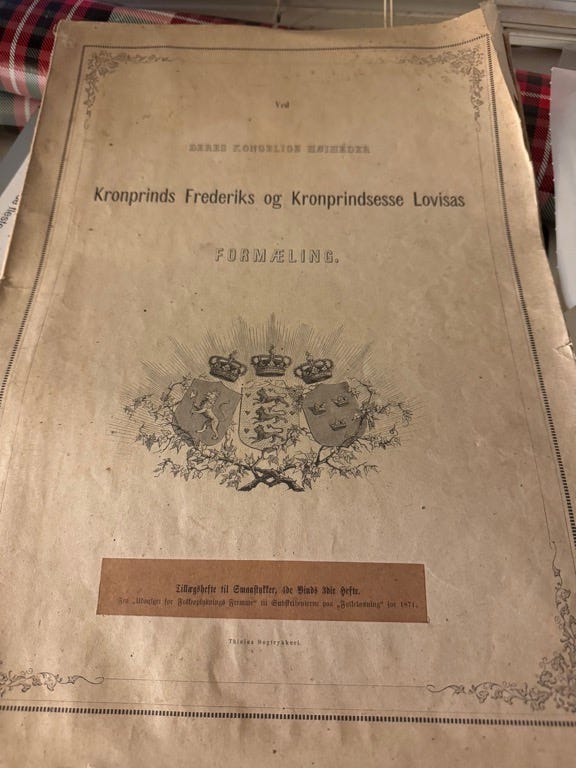 Ved
DERES KONGELIGE HØIHEDER
Kronprinds Frederiks og Kronprindsesse Lovisas
FORMÆLING.
Tillægshefte til Smaastykker, 4de Binds 3die Hefte.
Fra „Udvalget for Folkeoplysnings Fremme" til Subskribenterne paa „Folkelæsning" for 1871.
Thieles Bogtrykkeri.